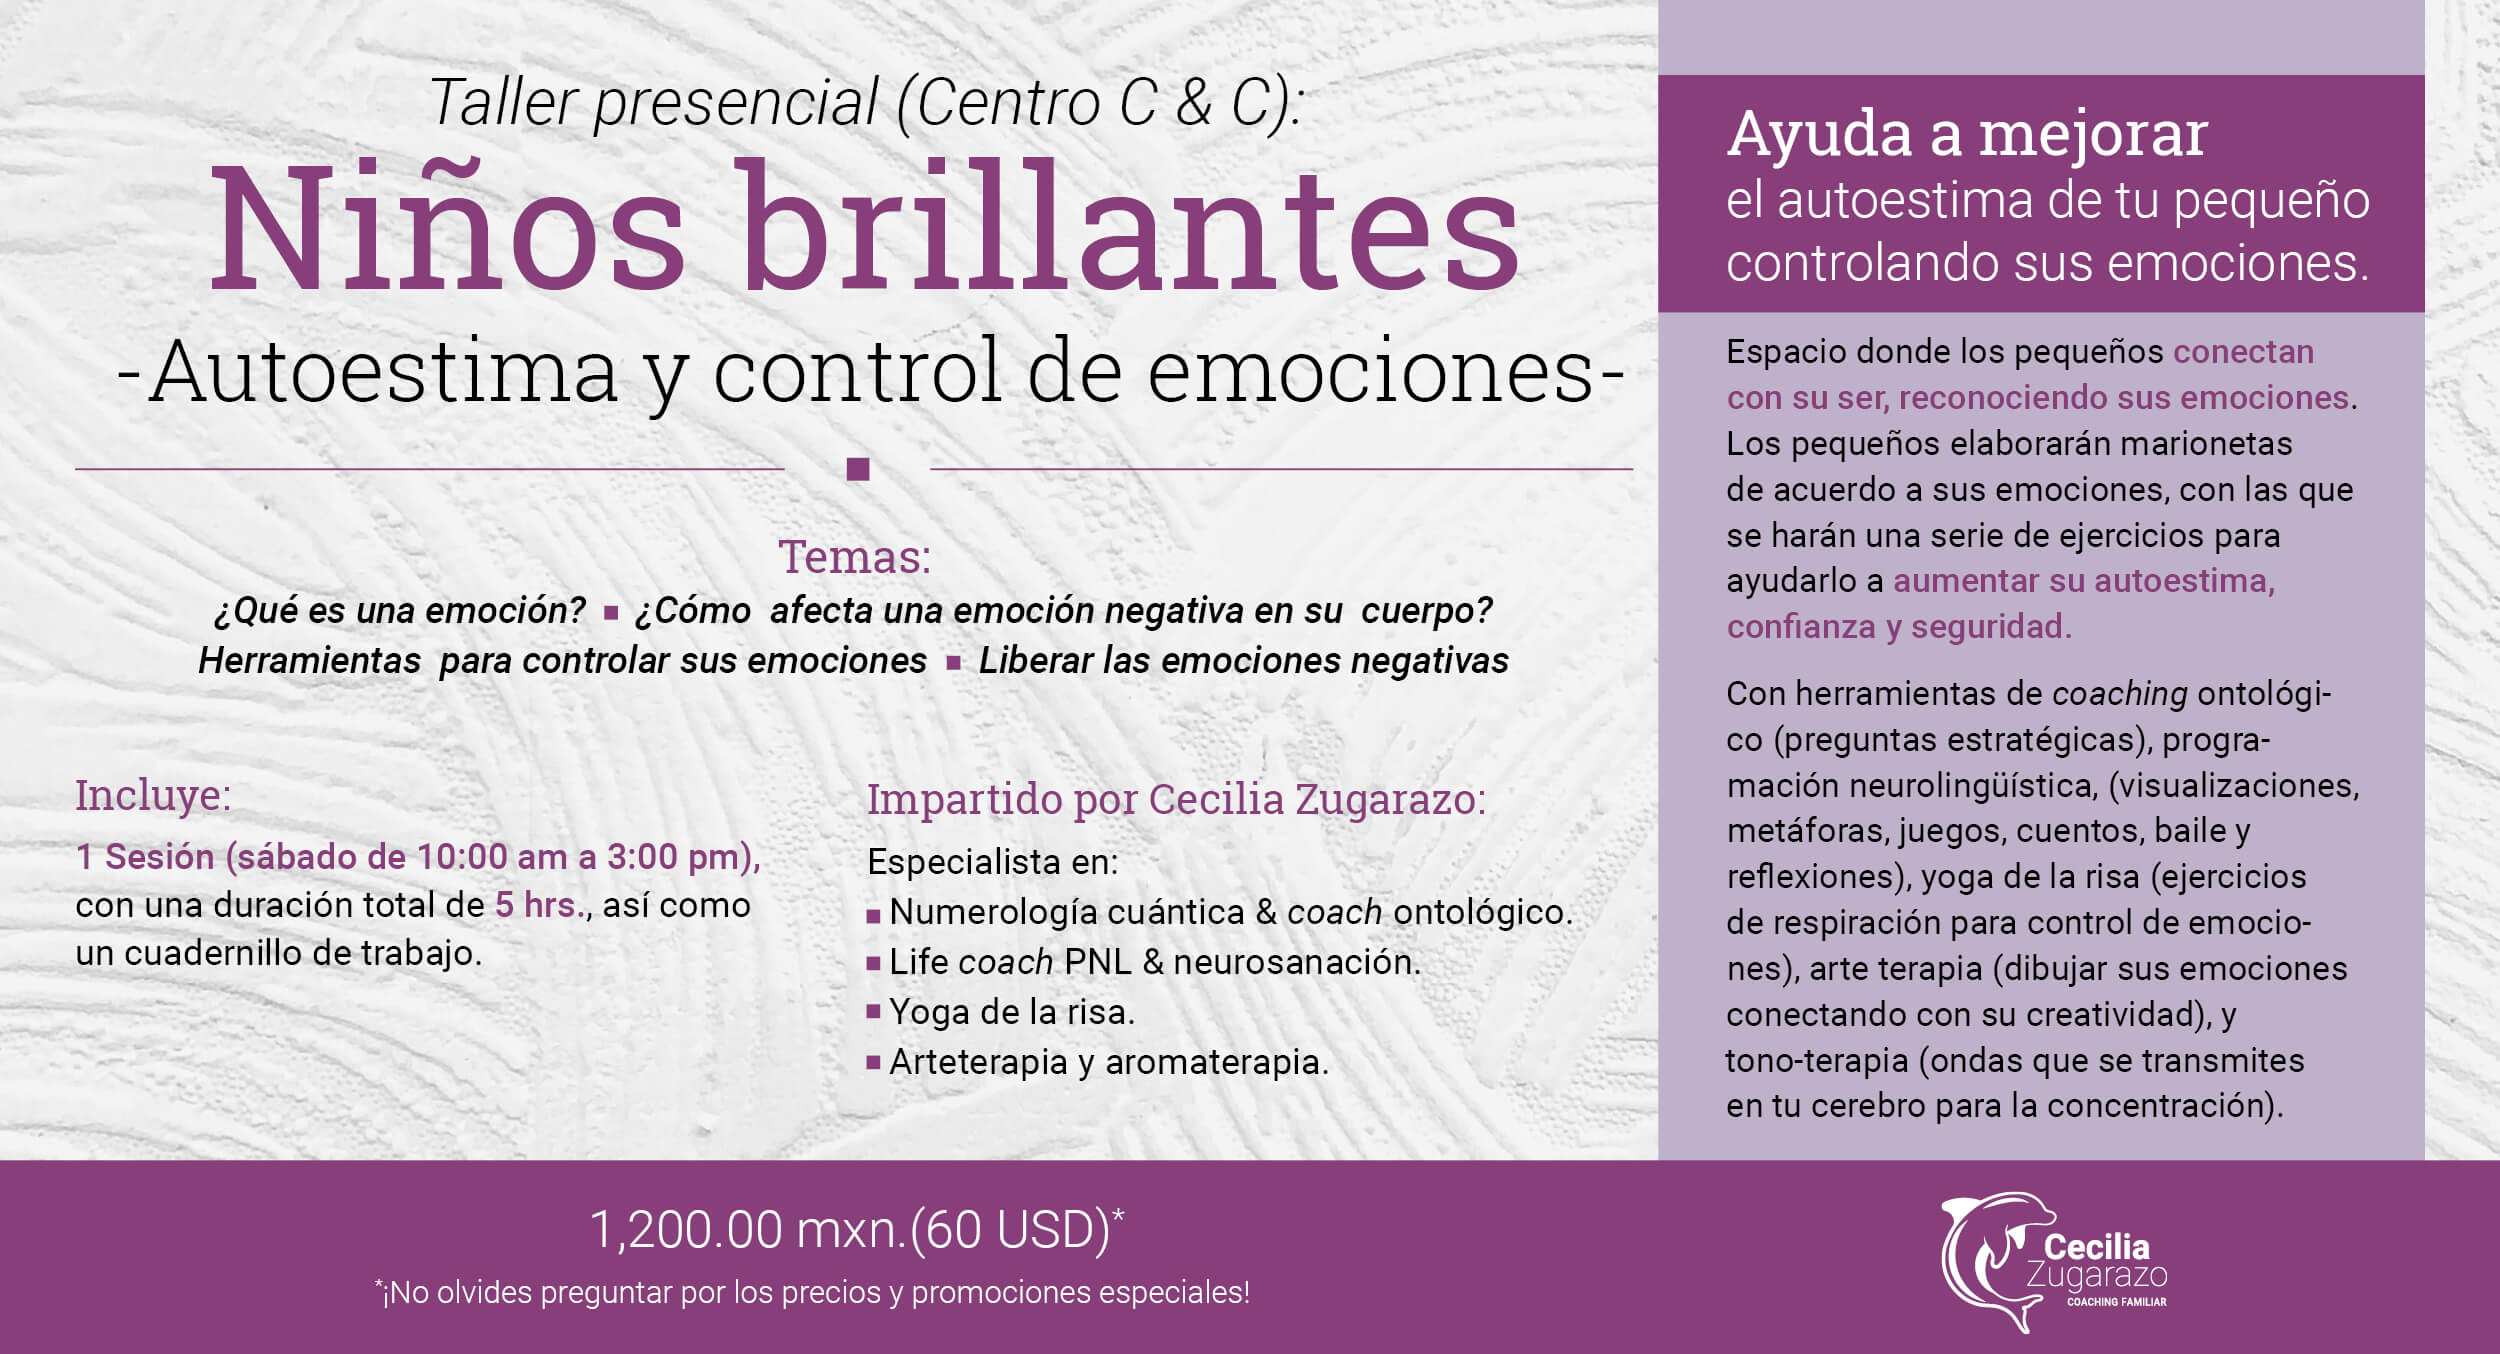 Taller presencial (Centro C & C):
Niños brillantes
-Autoestima y control de emociones-
Temas:
¿Qué es una emoción? ▪ ¿Cómo afecta una emoción negativa en su cuerpo?
Herramientas para controlar sus emociones ▪ Liberar las emociones negativas
Incluye:
1 Sesión (sábado de 10:00 am a 3:00 pm),
con una duración total de 5 hrs., así como
un cuadernillo de trabajo.
Impartido por Cecilia Zugarazo:
Especialista en:
▪ Numerología cuántica & coach ontológico.
▪ Life coach PNL & neurosanación.
▪ Yoga de la risa.
▪ Arteterapia y aromaterapia.
Ayuda a mejorar
el autoestima de tu pequeño
controlando sus emociones.
Espacio donde los pequeños conectan
con su ser, reconociendo sus emociones.
Los pequeños elaborarán marionetas
de acuerdo a sus emociones, con las que
se harán una serie de ejercicios para
ayudarlo a aumentar su autoestima,
confianza y seguridad.
Con herramientas de coaching ontológi-
co (preguntas estratégicas), progra-
mación neurolingüística, (visualizaciones,
metáforas, juegos, cuentos, baile y
reflexiones), yoga de la risa (ejercicios
de respiración para control de emocio-
nes), arte terapia (dibujar sus emociones
conectando con su creatividad), y
tono-terapia (ondas que se transmites
en tu cerebro para la concentración).
1,200.00 mxn.(60 USD)*
*¡No olvides preguntar por los precios y promociones especiales!
Cecilia
Zugarazo
COACHING FAMILIAR